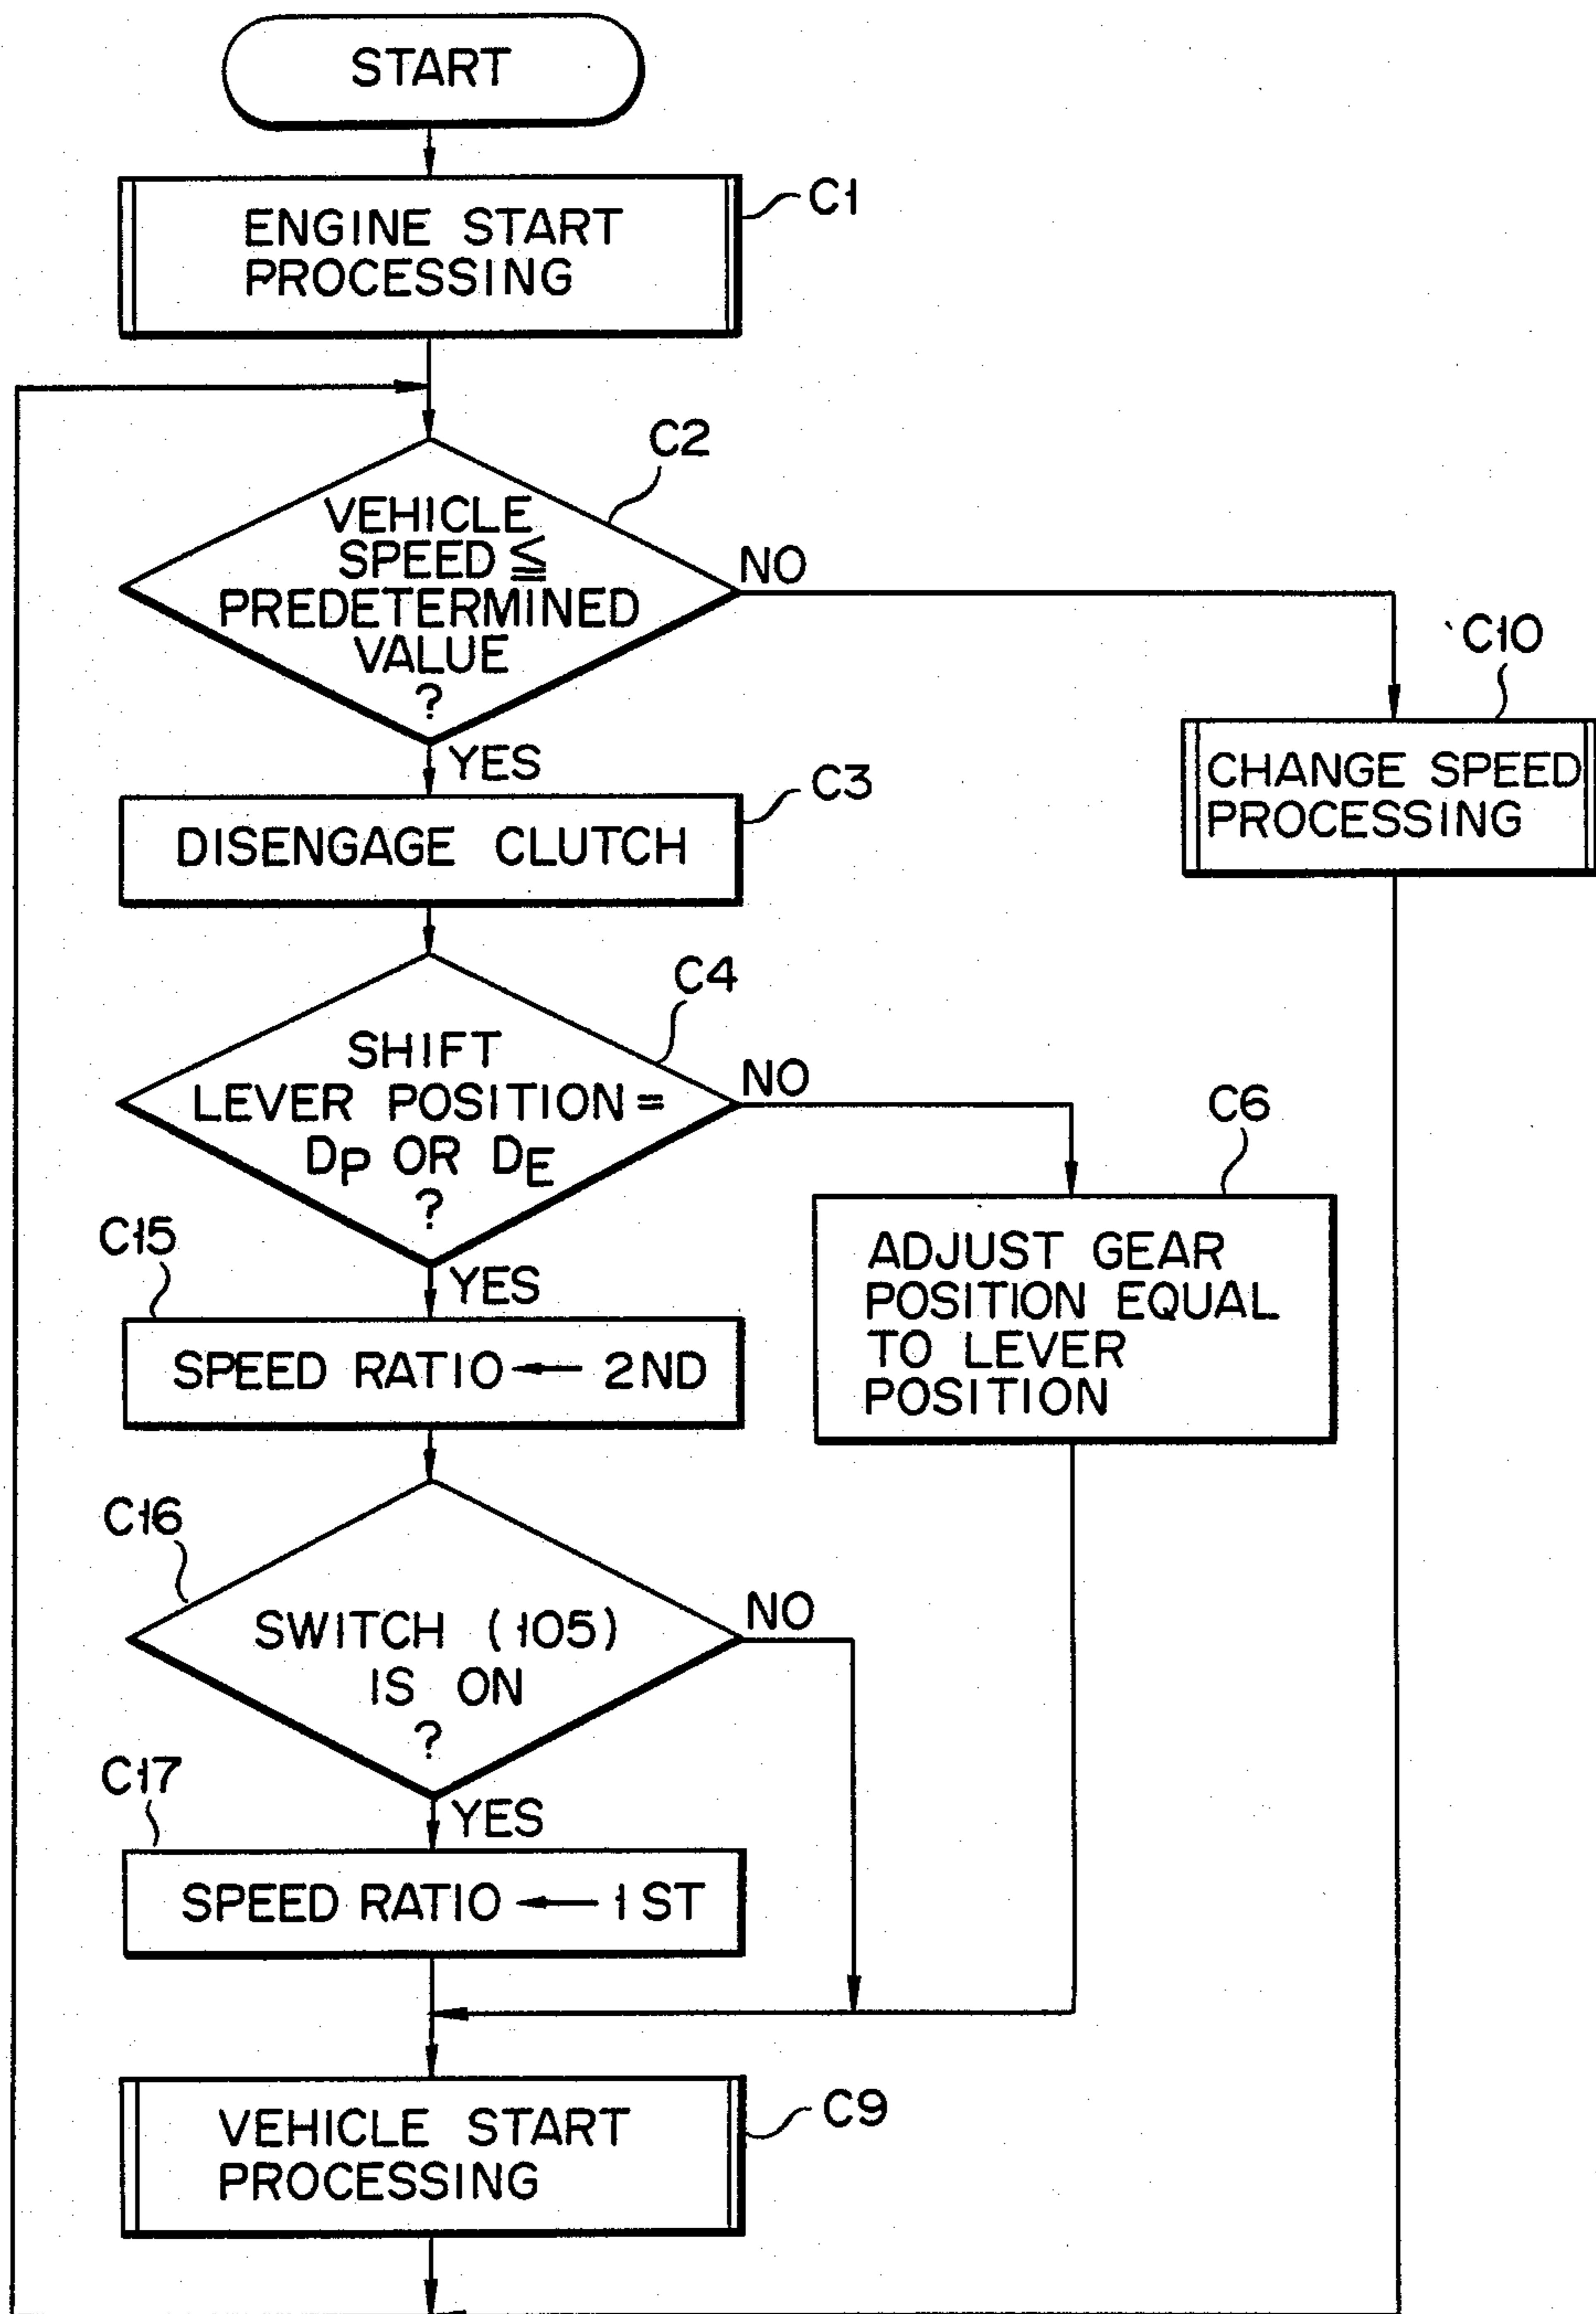 START
C1
ENGINE START
PROCESSING
C2
VEHICLE
SPEED ≦
PREDETERMINED
VALUE
?
NO
YES
C10
CHANGE SPEED
PROCESSING
C3
DISENGAGE CLUTCH
C4
SHIFT
LEVER POSITION =
DP OR DE
?
NO
YES
C6
ADJUST GEAR
POSITION EQUAL
TO LEVER
POSITION
C15
SPEED RATIO ← 2ND
C16
SWITCH (105)
IS ON
?
NO
YES
C17
SPEED RATIO ← 1ST
C9
VEHICLE START
PROCESSING